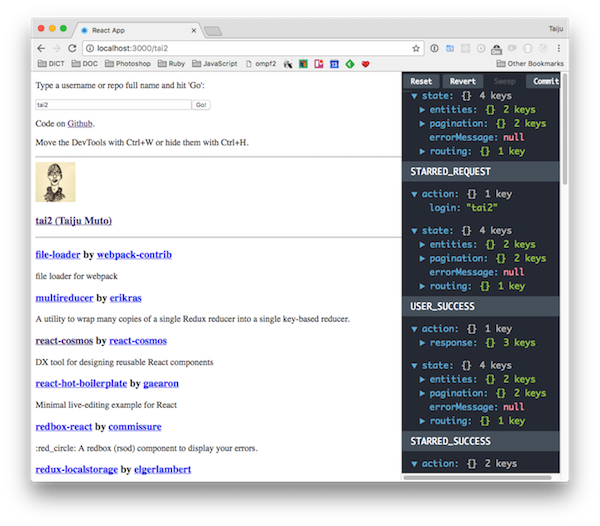 React App
Taiju
localhost:3000/tai2
DICT
DOC
Photoshop
Ruby
JavaScript
ompf2
Other Bookmarks
Type a username or repo full name and hit 'Go':
tai2
Go!
Code on Github.
Move the DevTools with Ctrl+W or hide them with Ctrl+H.
tai2 (Taiju Muto)
file-loader by webpack-contrib
file loader for webpack
multireducer by erikras
A utility to wrap many copies of a single Redux reducer into a single key-based reducer.
react-cosmos by react-cosmos
DX tool for designing reusable React components
react-hot-boilerplate by gaearon
Minimal live-editing example for React
redbox-react by commissure
:red_circle: A redbox (rsod) component to display your errors.
redux-localstorage by elgerlambert
Reset Revert Sweep Commit
state: {} 4 keys
entities: {} 2 keys
pagination: {} 2 keys
errorMessage: null
routing: {} 1 key
STARRED_REQUEST
action: {} 1 key
login: "tai2"
state: {} 4 keys
entities: {} 2 keys
pagination: {} 2 keys
errorMessage: null
routing: {} 1 key
USER_SUCCESS
action: {} 1 key
response: {} 3 keys
state: {} 4 keys
entities: {} 2 keys
pagination: {} 2 keys
errorMessage: null
routing: {} 1 key
STARRED_SUCCESS
action: {} 2 keys